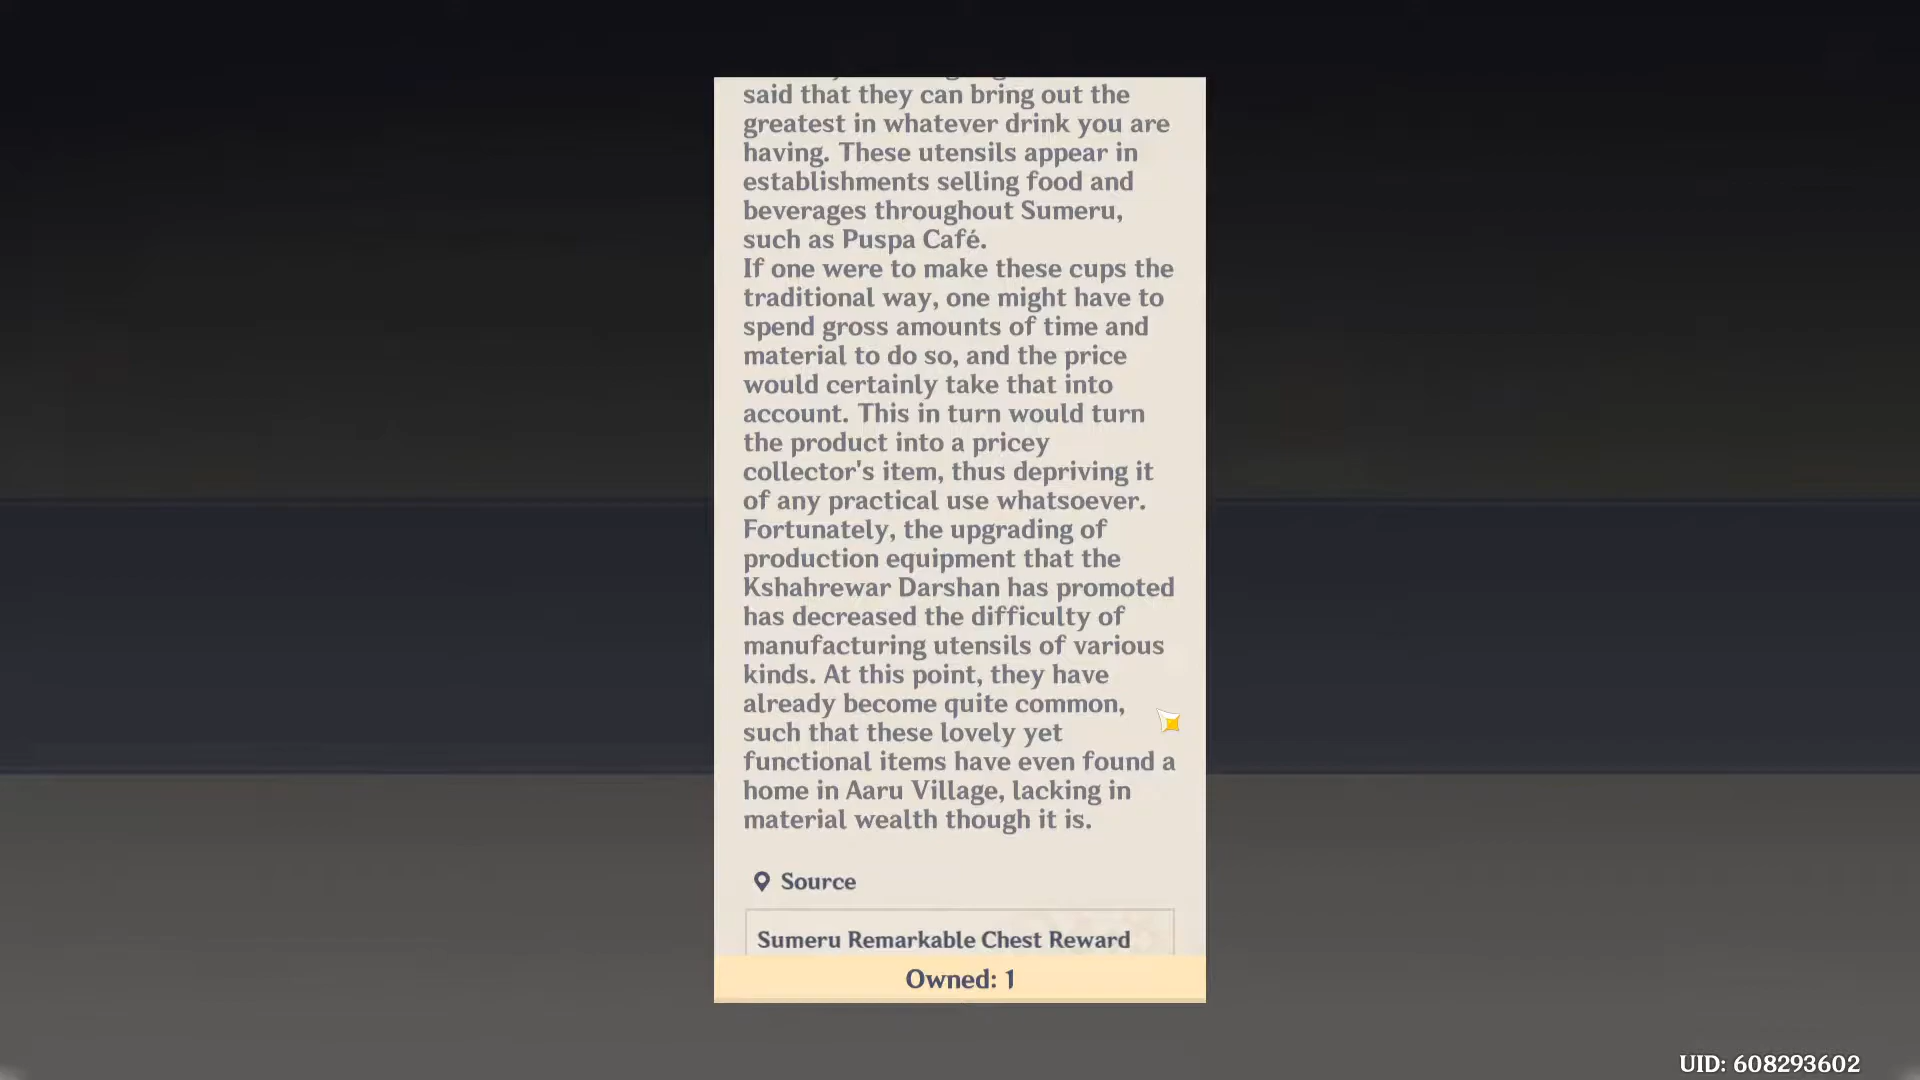 said that they can bring out the
greatest in whatever drink you are
having. These utensils appear in
establishments selling food and
beverages throughout Sumeru,
such as Puspa Café.
If one were to make these cups the
traditional way, one might have to
spend gross amounts of time and
material to do so, and the price
would certainly take that into
account. This in turn would turn
the product into a pricey
collector's item, thus depriving it
of any practical use whatsoever.
Fortunately, the upgrading of
production equipment that the
Kshahrewar Darshan has promoted
has decreased the difficulty of
manufacturing utensils of various
kinds. At this point, they have
already become quite common,
such that these lovely yet
functional items have even found a
home in Aaru Village, lacking in
material wealth though it is.
Source
Sumeru Remarkable Chest Reward
Owned: 1
UID: 608293602